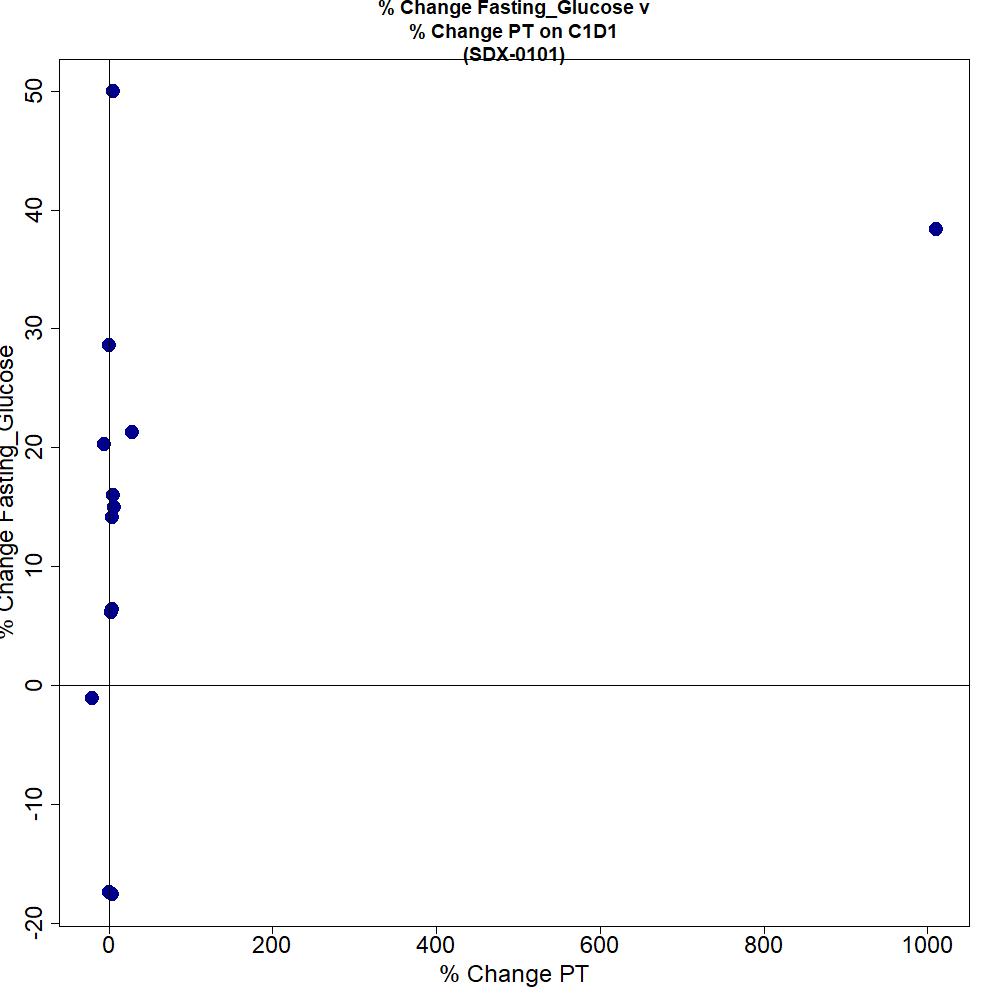 % Change Fasting_Glucose v
% Change PT on C1D1
(SDX-0101)
50
40
30
20
10
0
-10
-20
% Change Fasting_Glucose
0
200
400
600
800
1000
% Change PT